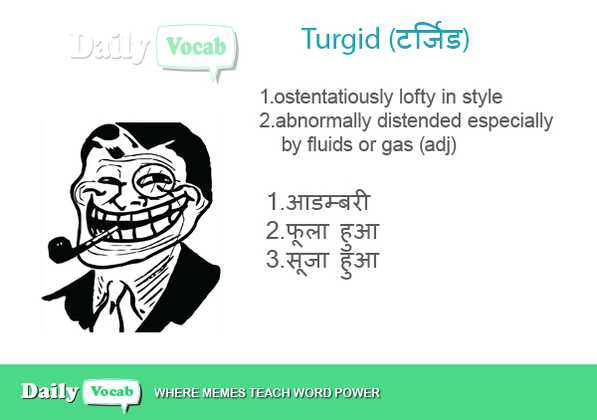 Daily Vocab
Turgid (टर्जिड)
1.ostentatiously lofty in style
2.abnormally distended especially
by fluids or gas (adj)
1.आडम्बरी
2.फूला हुआ
3.सूजा हुआ
Daily Vocab WHERE MEMES TEACH WORD POWER